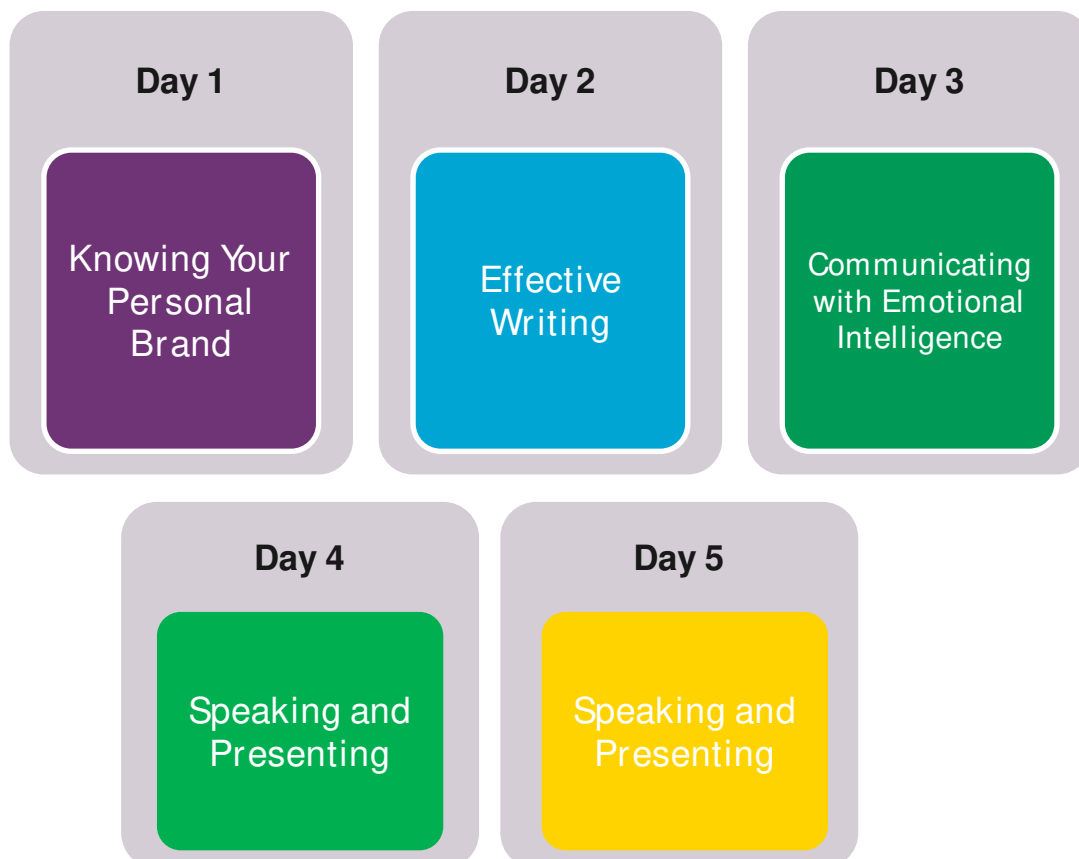 Day 1
Knowing Your
Personal
Brand
Day 2
Effective
Writing
Day 3
Communicating
with Emotional
Intelligence
Day 4
Speaking and
Presenting
Day 5
Speaking and
Presenting